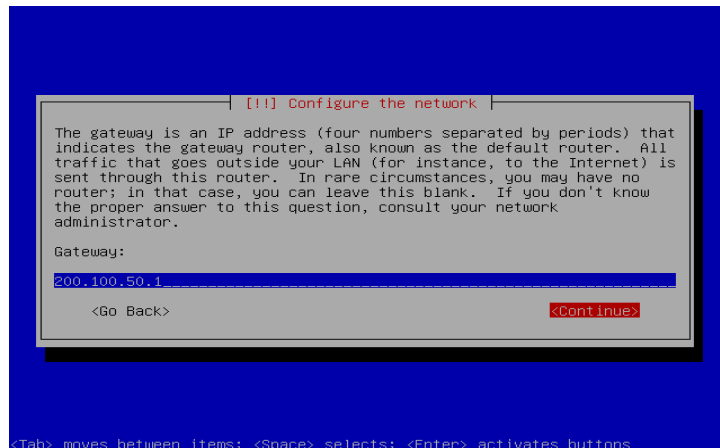 [!!] Configure the network
The gateway is an IP address (four numbers separated by periods) that
indicates the gateway router, also known as the default router.  All
traffic that goes outside your LAN (for instance, to the Internet) is
sent through this router.  In rare circumstances, you may have no
router; in that case, you can leave this blank.  If you don't know
the proper answer to this question, consult your network
administrator.
Gateway:
200.100.50.1
<Go Back> <Continue>
<Tab> moves between items; <Space> selects; <Enter> activates buttons